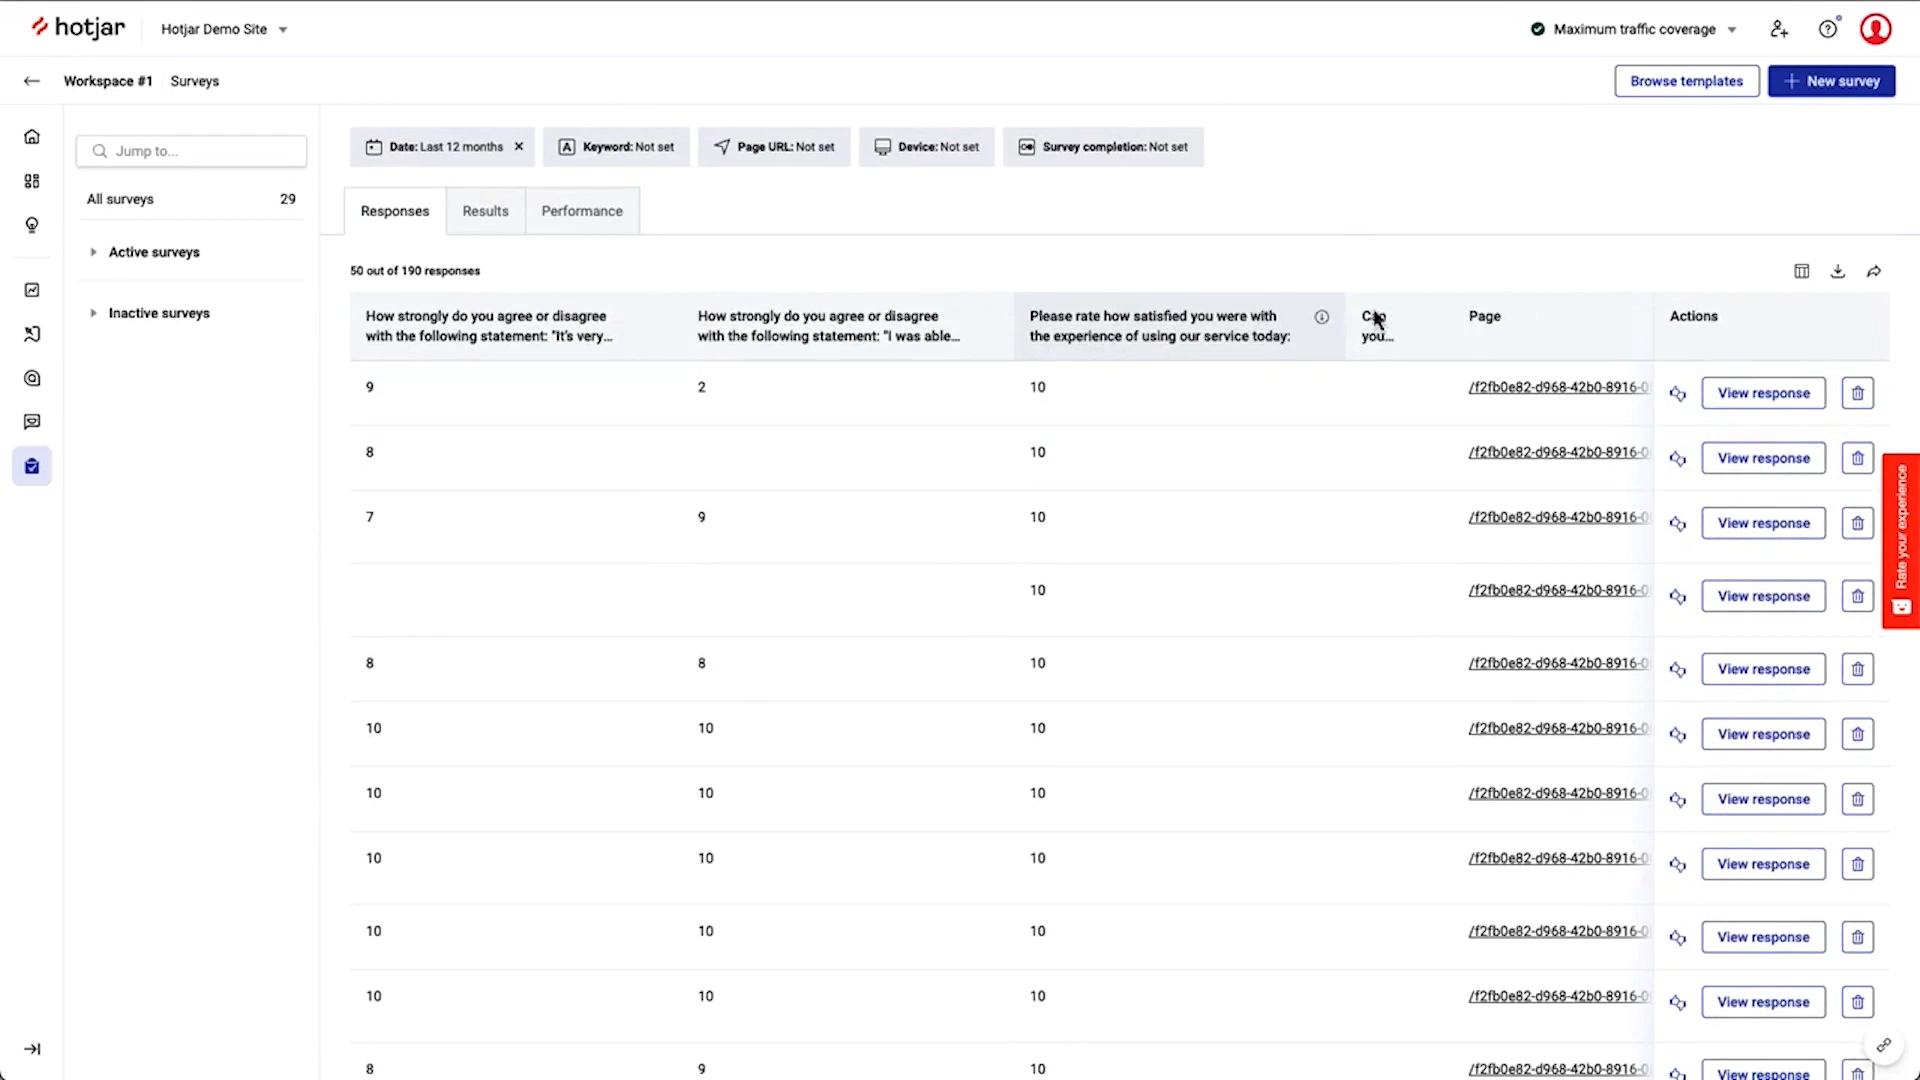 hotjar
Hotjar Demo Site
Maximum traffic coverage
Workspace #1 Surveys
Browse templates
New survey
Jump to...
All surveys 29
Active surveys
Inactive surveys
Date: Last 12 months
Keyword: Not set
Page URL: Not set
Device: Not set
Survey completion: Not set
Responses Results Performance
50 out of 190 responses
How strongly do you agree or disagree
with the following statement: "It's very...
How strongly do you agree or disagree
with the following statement: "I was able...
Please rate how satisfied you were with
the experience of using our service today:
you...
Page
Actions
9 2 10 /f2fb0e82-d968-42b0-8916-0 View response
8 10 /f2fb0e82-d968-42b0-8916-0 View response
7 9 10 /f2fb0e82-d968-42b0-8916-0 View response
10 /f2fb0e82-d968-42b0-8916-0 View response
8 8 10 /f2fb0e82-d968-42b0-8916-0 View response
10 10 10 /f2fb0e82-d968-42b0-8916-0 View response
10 10 10 /f2fb0e82-d968-42b0-8916-0 View response
10 10 10 /f2fb0e82-d968-42b0-8916-0 View response
10 10 10 /f2fb0e82-d968-42b0-8916-0 View response
10 10 10 /f2fb0e82-d968-42b0-8916-0 View response
8 9 10 /f2fb0e82-d968-42b0-8916-0 View response
Rate your experience